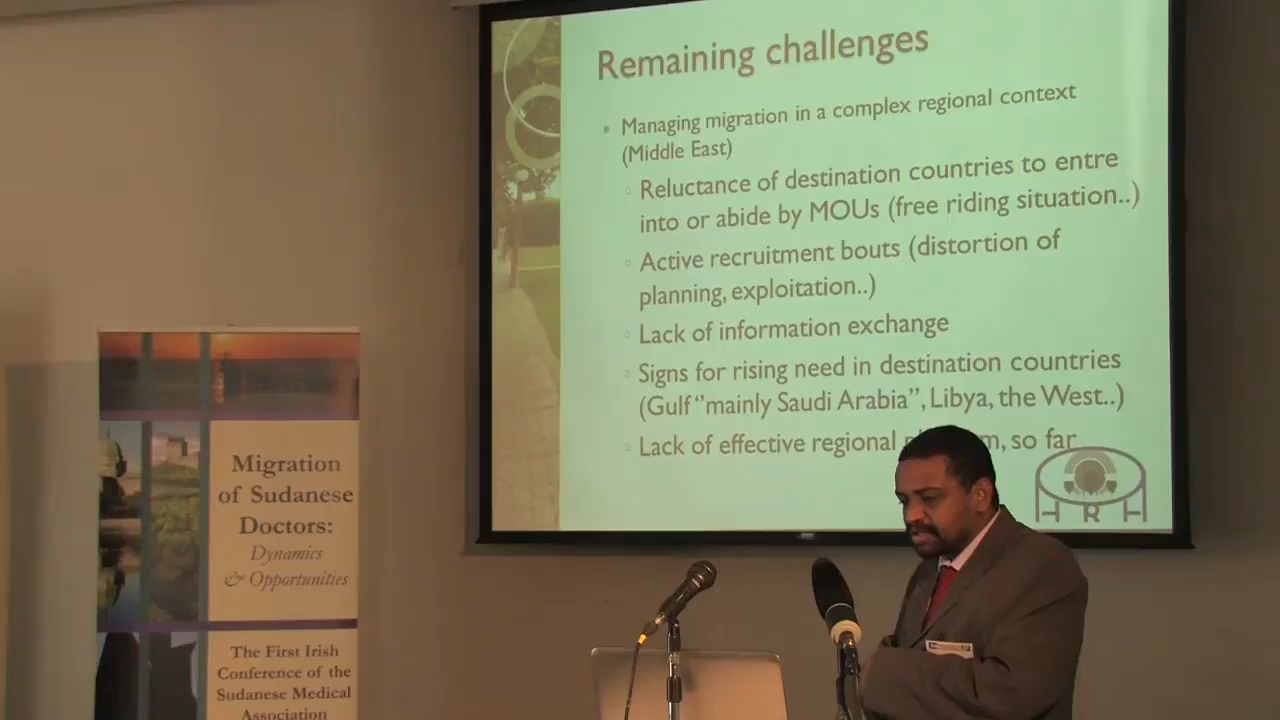 Remaining challenges
• Managing migration in a complex regional context
(Middle East)
◦ Reluctance of destination countries to entre
into or abide by MOUs (free riding situation..)
◦ Active recruitment bouts (distortion of
planning, exploitation..)
◦ Lack of information exchange
◦ Signs for rising need in destination countries
(Gulf "mainly Saudi Arabia", Libya, the West..)
◦ Lack of effective regional , so far
HRH
Migration
of Sudanese
Doctors:
Dynamics
& Opportunities
The First Irish
Conference of the
Sudanese Medical
Association